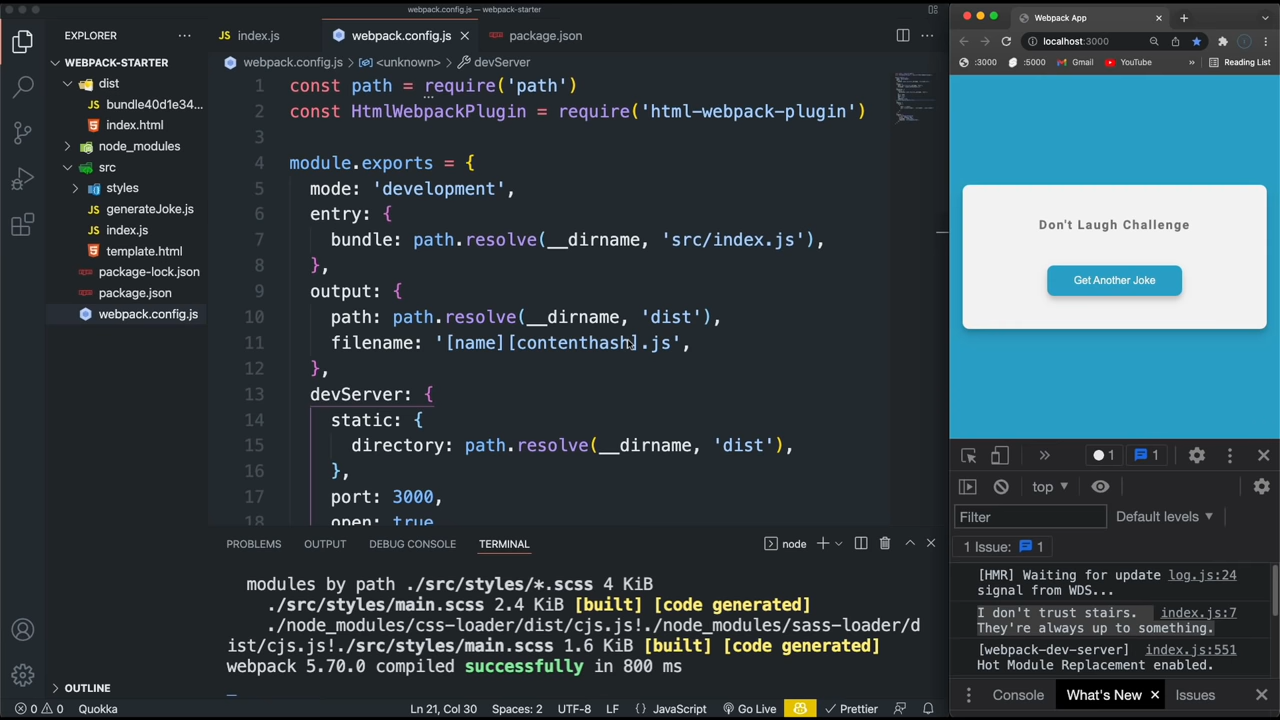 webpack.config.js — webpack-starter
EXPLORER
WEBPACK-STARTER
dist
bundle40d1e34...
index.html
node_modules
src
styles
generateJoke.js
index.js
template.html
package-lock.json
package.json
webpack.config.js
OUTLINE
index.js
webpack.config.js
package.json
webpack.config.js > <unknown> > devServer
1 const path = require('path')
2 const HtmlWebpackPlugin = require('html-webpack-plugin')
3
4 module.exports = {
5 mode: 'development',
6 entry: {
7 bundle: path.resolve(__dirname, 'src/index.js'),
8 },
9 output: {
10 path: path.resolve(__dirname, 'dist'),
11 filename: '[name][contenthash].js',
12 },
13 devServer: {
14 static: {
15 directory: path.resolve(__dirname, 'dist'),
16 },
17 port: 3000,
18 open: true
PROBLEMS OUTPUT DEBUG CONSOLE TERMINAL
node
modules by path ./src/styles/*.scss 4 KiB
./src/styles/main.scss 2.4 KiB [built] [code generated]
./node_modules/css-loader/dist/cjs.js!./node_modules/sass-loader/d
ist/cjs.js!./src/styles/main.scss 1.6 KiB [built] [code generated]
webpack 5.70.0 compiled successfully in 800 ms
0 0 Quokka
Ln 21, Col 30 Spaces: 2 UTF-8 LF {} JavaScript Go Live Prettier
Webpack App
localhost:3000
:3000 :5000 Gmail YouTube » Reading List
Don't Laugh Challenge
Get Another Joke
» 1 1
top
Filter Default levels
1 Issue: 1
[HMR] Waiting for update log.js:24
signal from WDS...
I don't trust stairs. index.js:7
They're always up to something.
[webpack-dev-server] index.js:551
Hot Module Replacement enabled.
Console What's New Issues